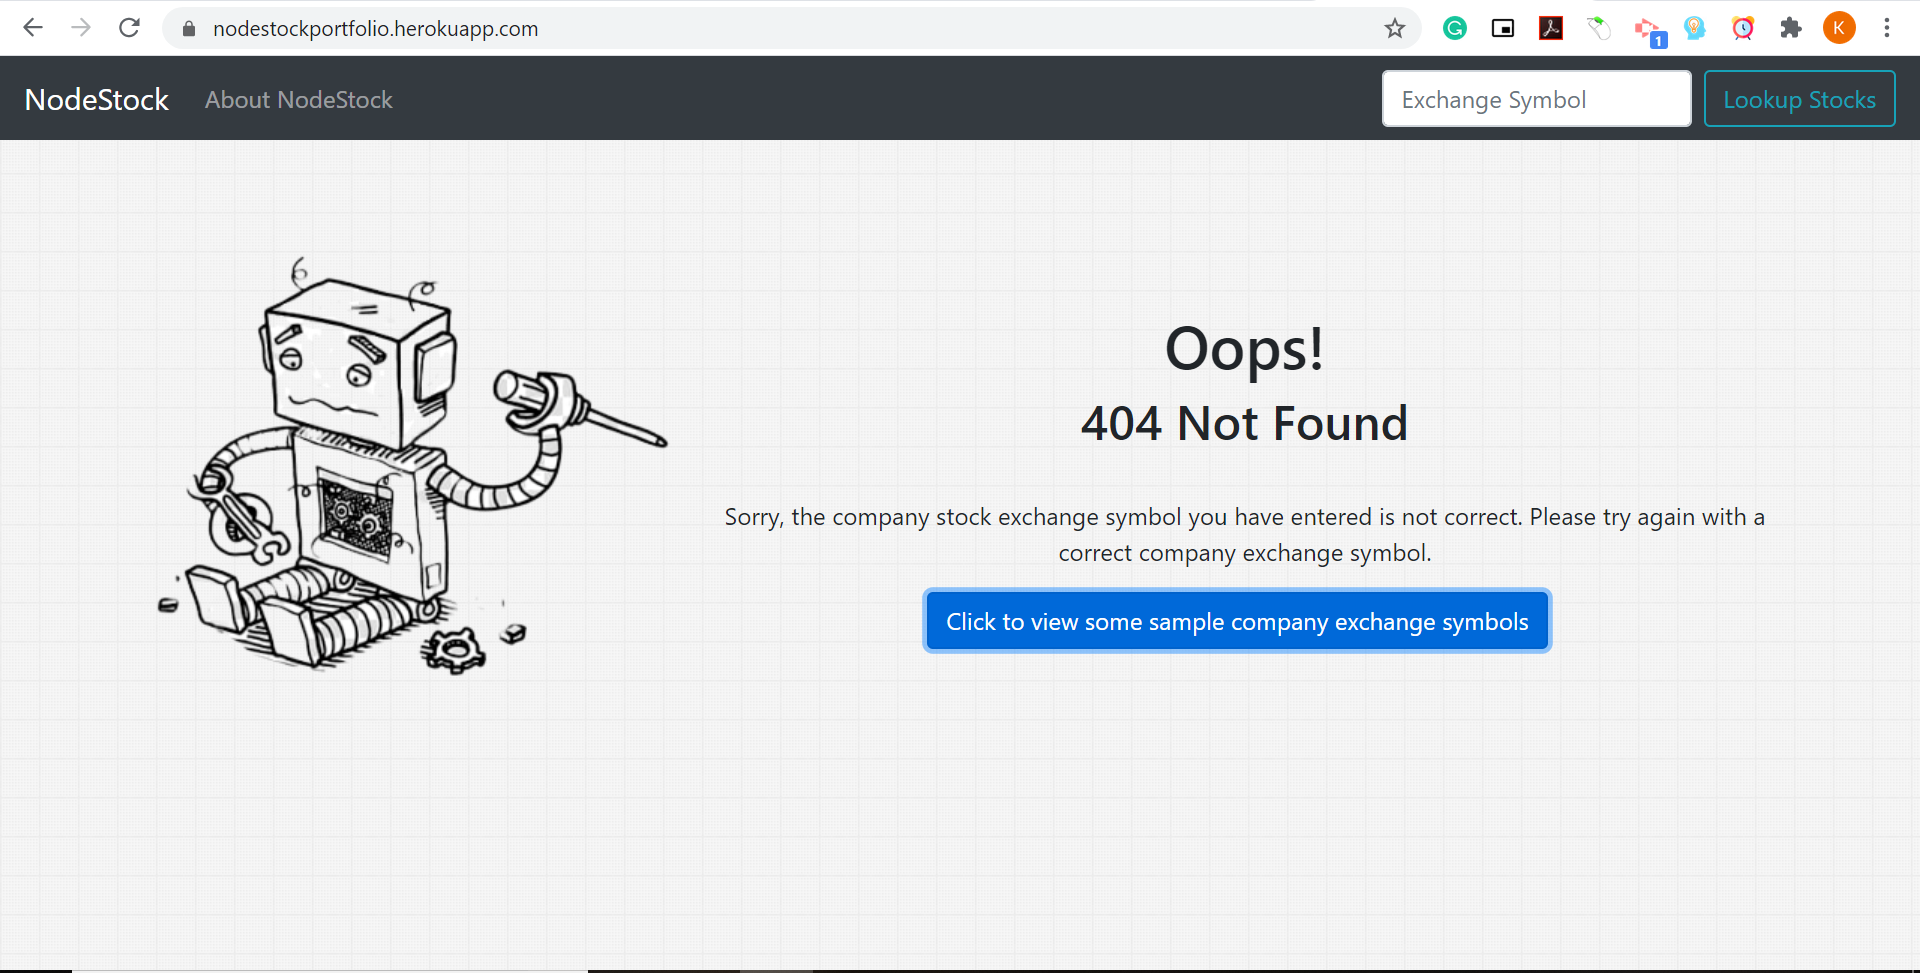 nodestockportfolio.herokuapp.com
1
K
NodeStock
About NodeStock
Exchange Symbol
Lookup Stocks
Oops!
404 Not Found
Sorry, the company stock exchange symbol you have entered is not correct. Please try again with a
correct company exchange symbol.
Click to view some sample company exchange symbols